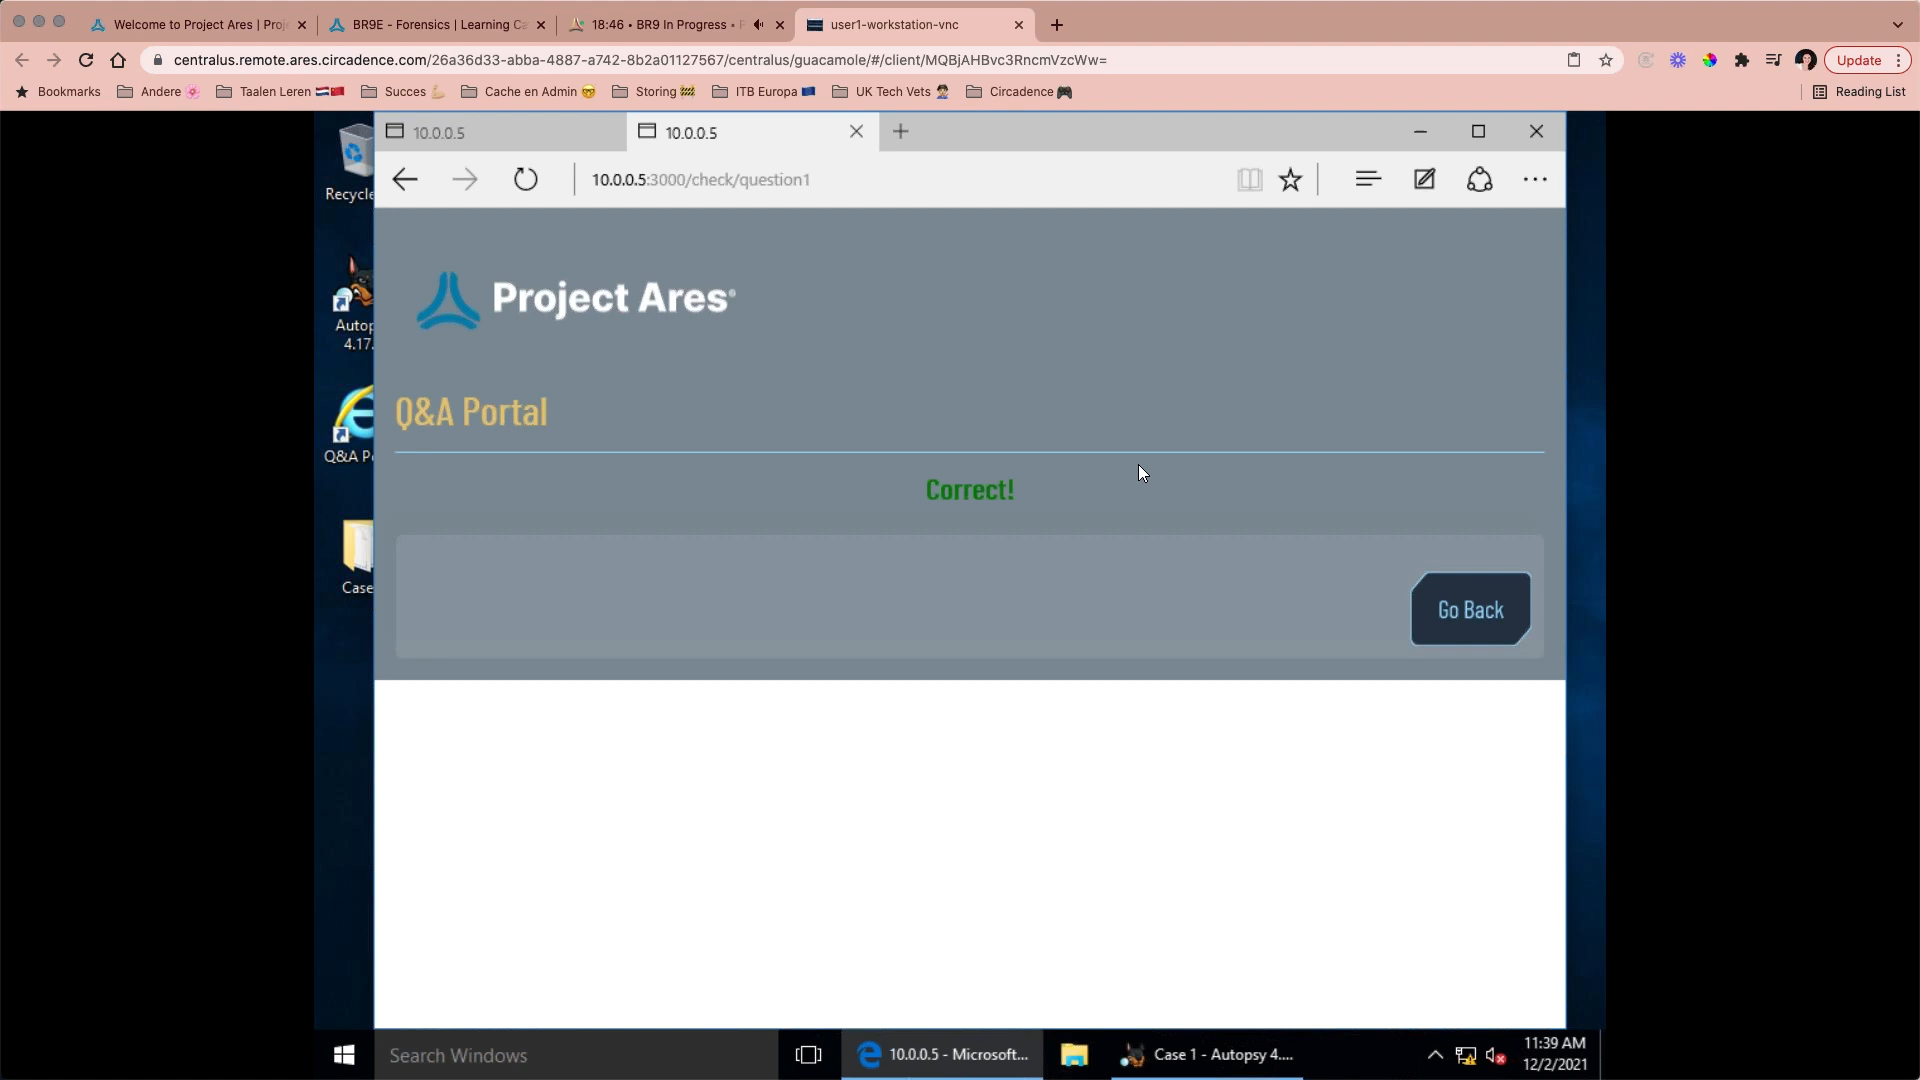 Welcome to Project Ares | Proj
BR9E - Forensics | Learning Ca
18:46 • BR9 In Progress •
user1-workstation-vnc
centralus.remote.ares.circadence.com/26a36d33-abba-4887-a742-8b2a01127567/centralus/guacamole/#/client/MQBjAHBvc3RncmVzcWw=
Update
Bookmarks
Andere
Taalen Leren
Succes
Cache en Admin
Storing
ITB Europa
UK Tech Vets
Circadence
Reading List
10.0.0.5
10.0.0.5
10.0.0.5:3000/check/question1
Recycle
Autop
4.17.
Q&A Po
Case
Project Ares®
Q&A Portal
Correct!
Go Back
Search Windows
10.0.0.5 - Microsoft...
Case 1 - Autopsy 4....
11:39 AM
12/2/2021